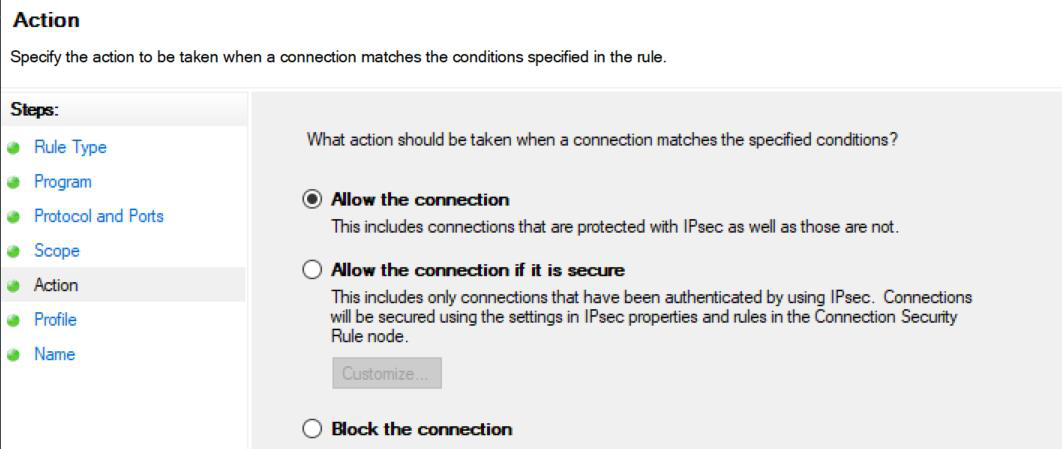 Action
Specify the action to be taken when a connection matches the conditions specified in the rule.
Steps:
Rule Type
Program
Protocol and Ports
Scope
Action
Profile
Name
What action should be taken when a connection matches the specified conditions?
Allow the connection
This includes connections that are protected with IPsec as well as those are not.
Allow the connection if it is secure
This includes only connections that have been authenticated by using IPsec. Connections
will be secured using the settings in IPsec properties and rules in the Connection Security
Rule node.
Customize...
Block the connection